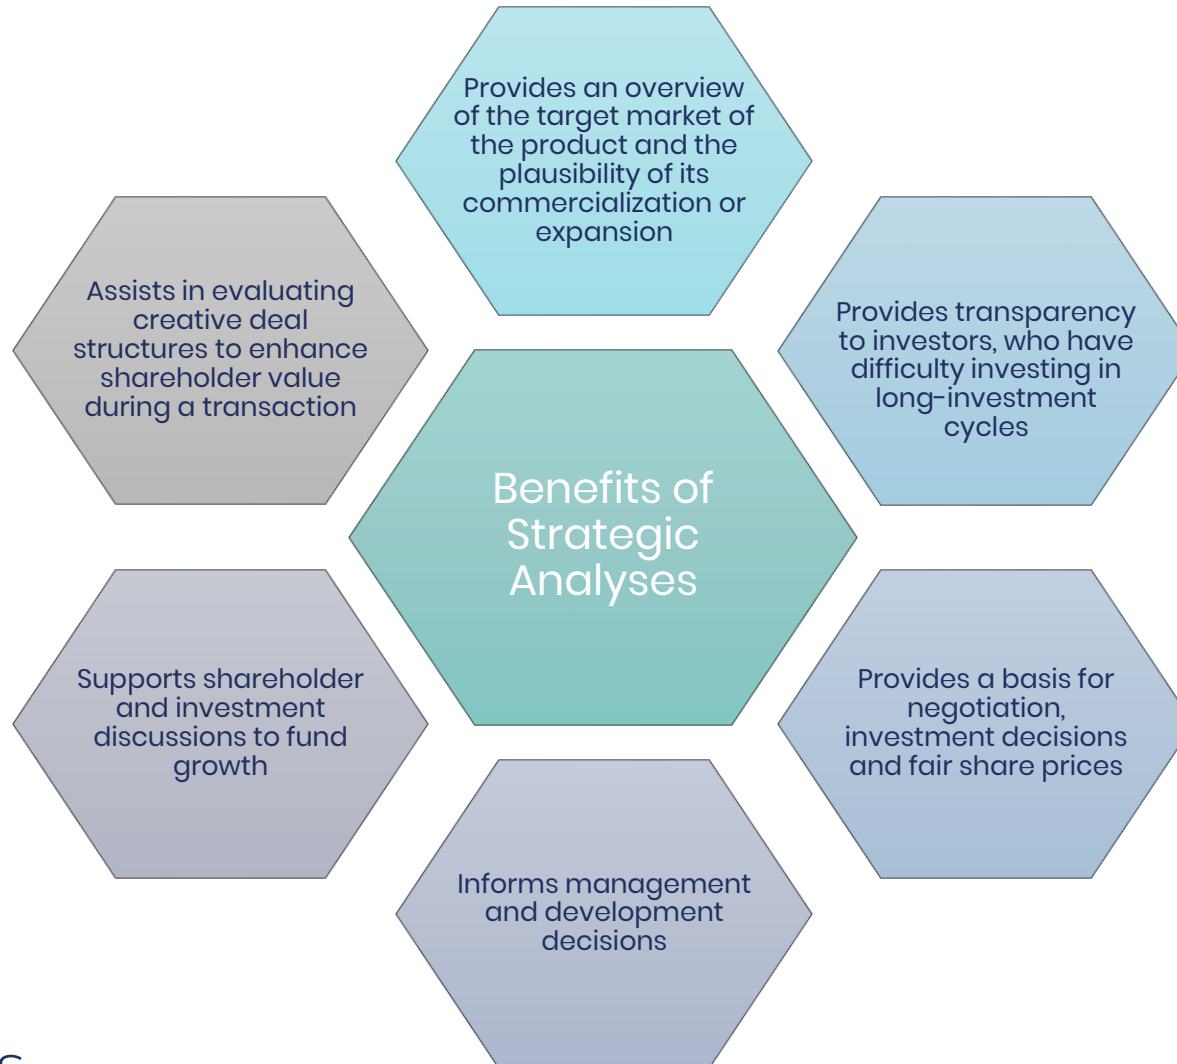 Provides an overview
of the target market of
the product and the
plausibility of its
commercialization or
expansion
Assists in evaluating
creative deal
structures to enhance
shareholder value
during a transaction
Provides transparency
to investors, who have
difficulty investing in
long-investment
cycles
Benefits of
Strategic
Analyses
Supports shareholder
and investment
discussions to fund
growth
Provides a basis for
negotiation,
investment decisions
and fair share prices
Informs management
and development
decisions